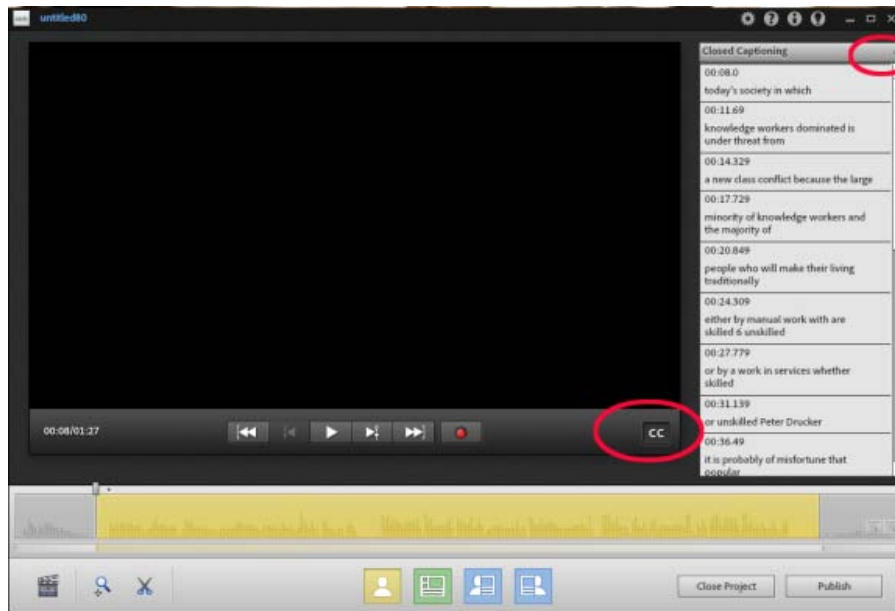 untitled80
Closed Captioning
00:08.0
today's society in which
00:11.69
knowledge workers dominated is
under threat from
00:14.329
a new class conflict because the large
00:17.729
minority of knowledge workers and
the majority of
00:20.849
people who will make their living
traditionally
00:24.309
either by manual work with are
skilled 6 unskilled
00:27.779
or by a work in services whether
skilled
00:31.139
or unskilled Peter Drucker
00:36.49
it is probably of misfortune that
popular
00:08/01:27
CC
Close Project
Publish